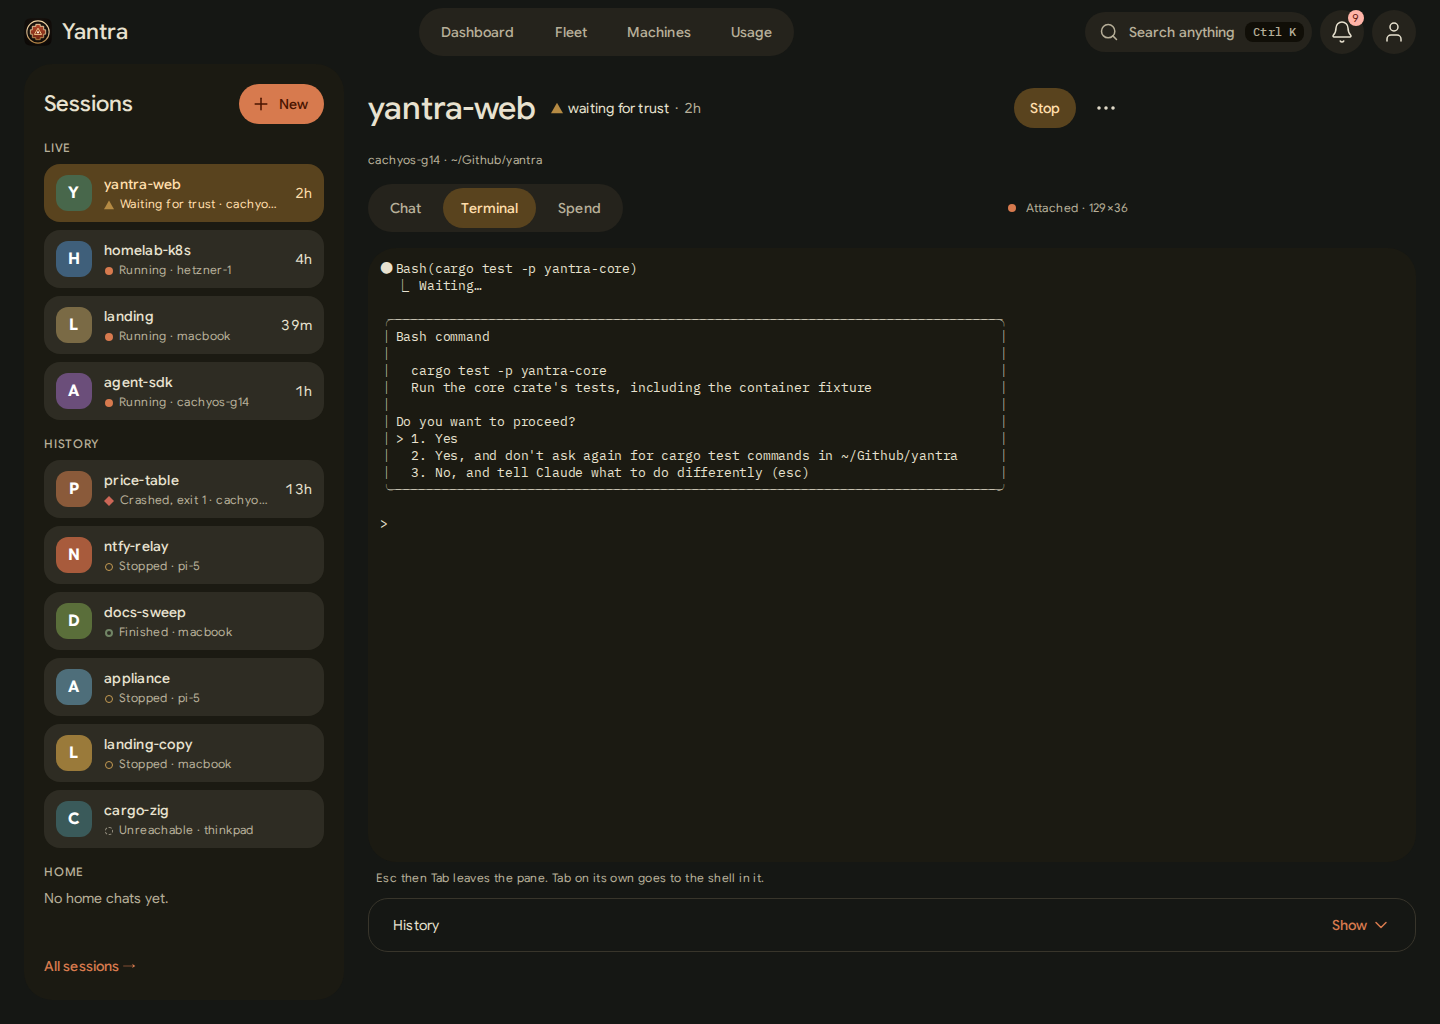 Yantra
Dashboard Fleet Machines Usage
Search anything Ctrl K
9
Sessions
New
LIVE
Y yantra-web 2h
Waiting for trust · cachyo...
H homelab-k8s 4h
Running · hetzner-1
L landing 39m
Running · macbook
A agent-sdk 1h
Running · cachyos-g14
HISTORY
P price-table 13h
Crashed, exit 1 · cachyo...
N ntfy-relay
Stopped · pi-5
D docs-sweep
Finished · macbook
A appliance
Stopped · pi-5
L landing-copy
Stopped · macbook
C cargo-zig
Unreachable · thinkpad
HOME
No home chats yet.
All sessions →
yantra-web waiting for trust · 2h
Stop
cachyos-g14 · ~/Github/yantra
Chat Terminal Spend
Attached · 129×36
Bash(cargo test -p yantra-core)
Waiting…
Bash command
cargo test -p yantra-core
Run the core crate's tests, including the container fixture
Do you want to proceed?
> 1. Yes
2. Yes, and don't ask again for cargo test commands in ~/Github/yantra
3. No, and tell Claude what to do differently (esc)
>
Esc then Tab leaves the pane. Tab on its own goes to the shell in it.
History Show